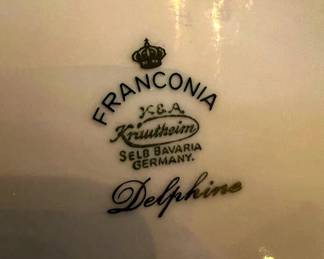 FRANCONIA
K&A.
Krautheim
SELB BAVARIA
GERMANY.
Delphine